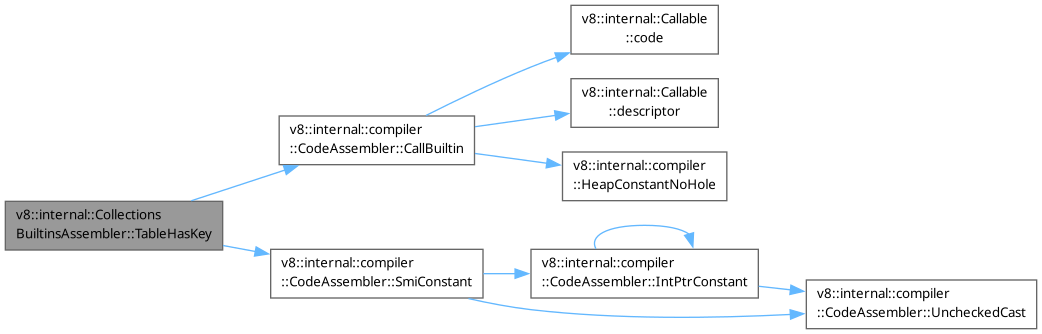 v8::internal::Callable
::code
v8::internal::Callable
::descriptor
v8::internal::compiler
::CodeAssembler::CallBuiltin
v8::internal::compiler
::HeapConstantNoHole
v8::internal::Collections
BuiltinsAssembler::TableHasKey
v8::internal::compiler
::CodeAssembler::SmiConstant
v8::internal::compiler
::CodeAssembler::IntPtrConstant
v8::internal::compiler
::CodeAssembler::UncheckedCast